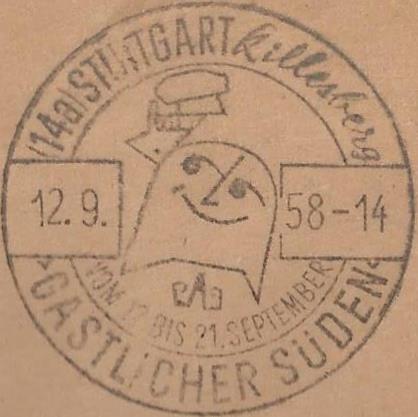 (14a) STUTTGART Killesberg
12.9. 58-14
VOM 12. BIS 21. SEPTEMBER
GASTLICHER SÜDEN